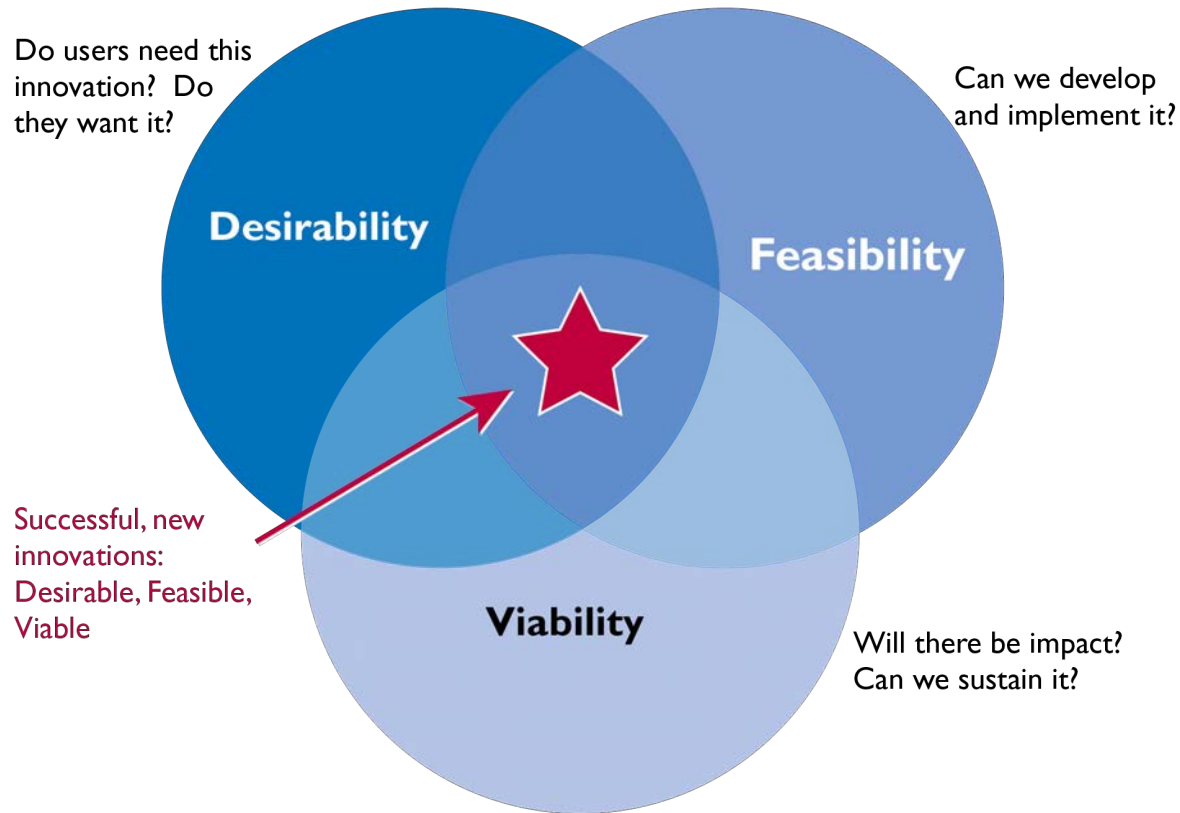 Do users need this
innovation?  Do
they want it?
Can we develop
and implement it?
Desirability
Feasibility
Successful, new
innovations:
Desirable, Feasible,
Viable
Viability
Will there be impact?
Can we sustain it?